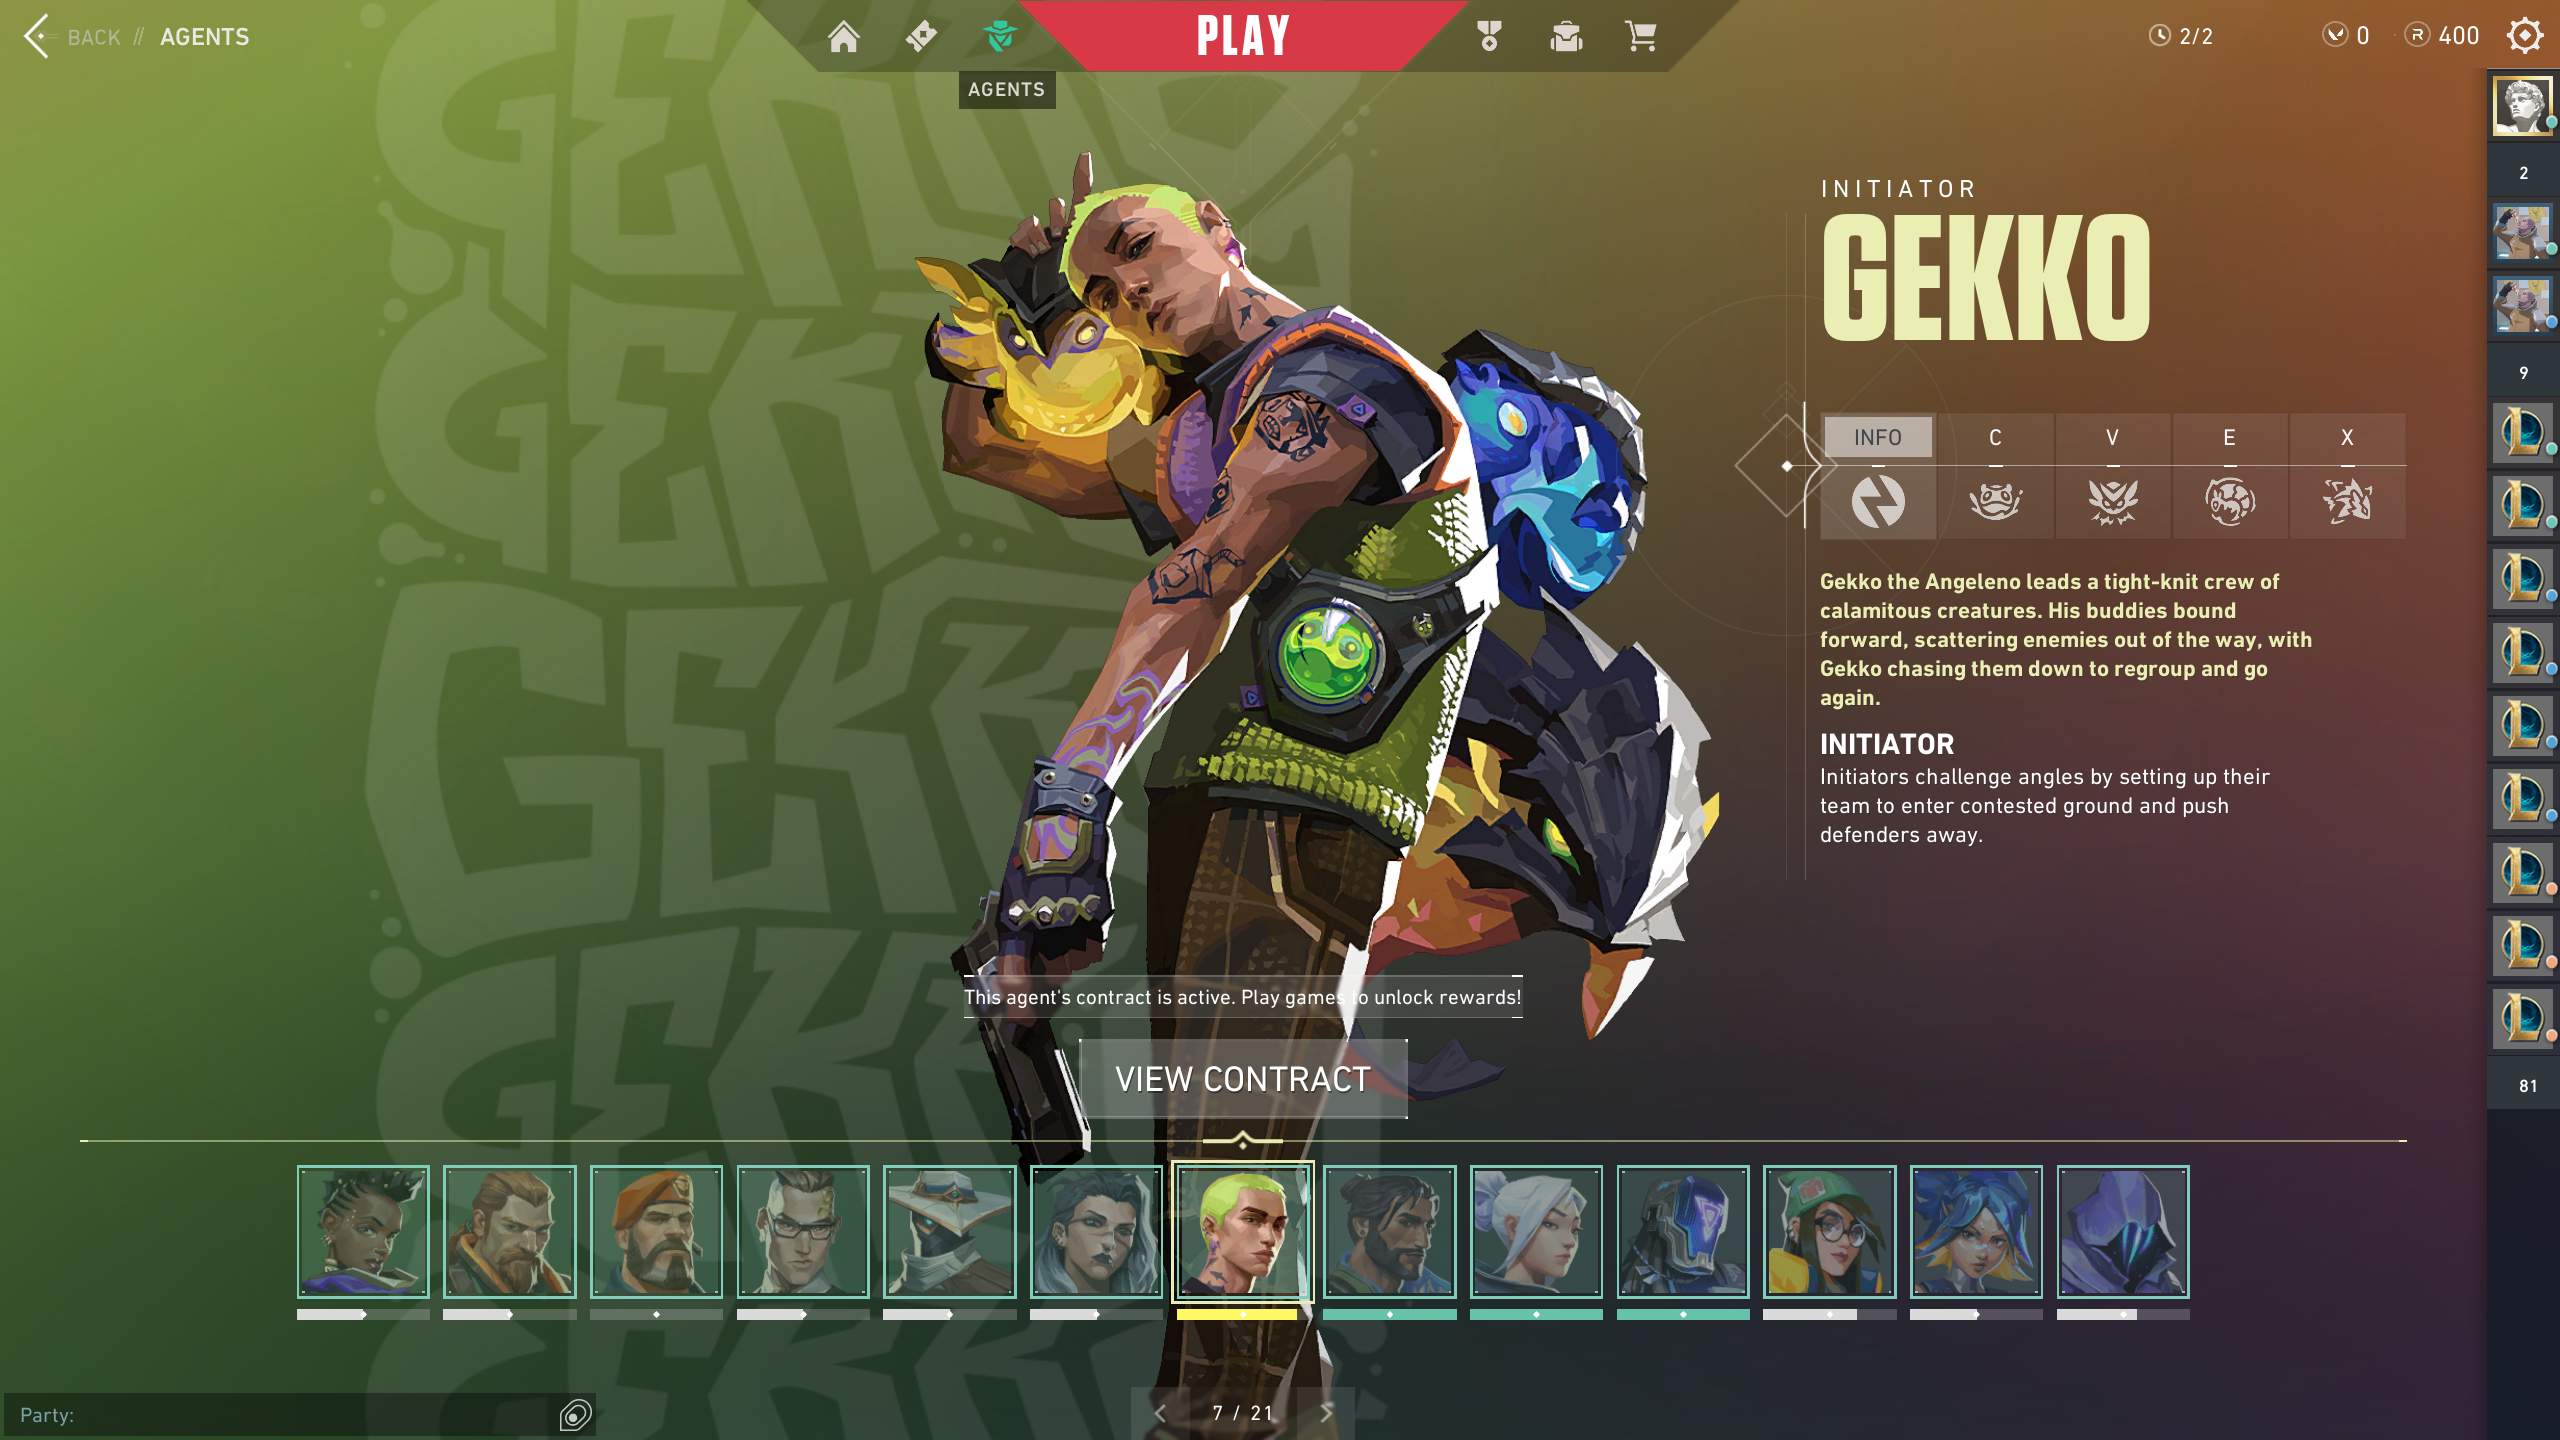 BACK // AGENTS
PLAY
2/2
0
400
AGENTS
GEKKO
GEKKO
GEKKO
GEKKO
INITIATOR
GEKKO
INFO C V E X
Gekko the Angeleno leads a tight-knit crew of
calamitous creatures. His buddies bound
forward, scattering enemies out of the way, with
Gekko chasing them down to regroup and go
again.
INITIATOR
Initiators challenge angles by setting up their
team to enter contested ground and push
defenders away.
This agent's contract is active. Play games to unlock rewards!
VIEW CONTRACT
Party:
7 / 21
2
9
81